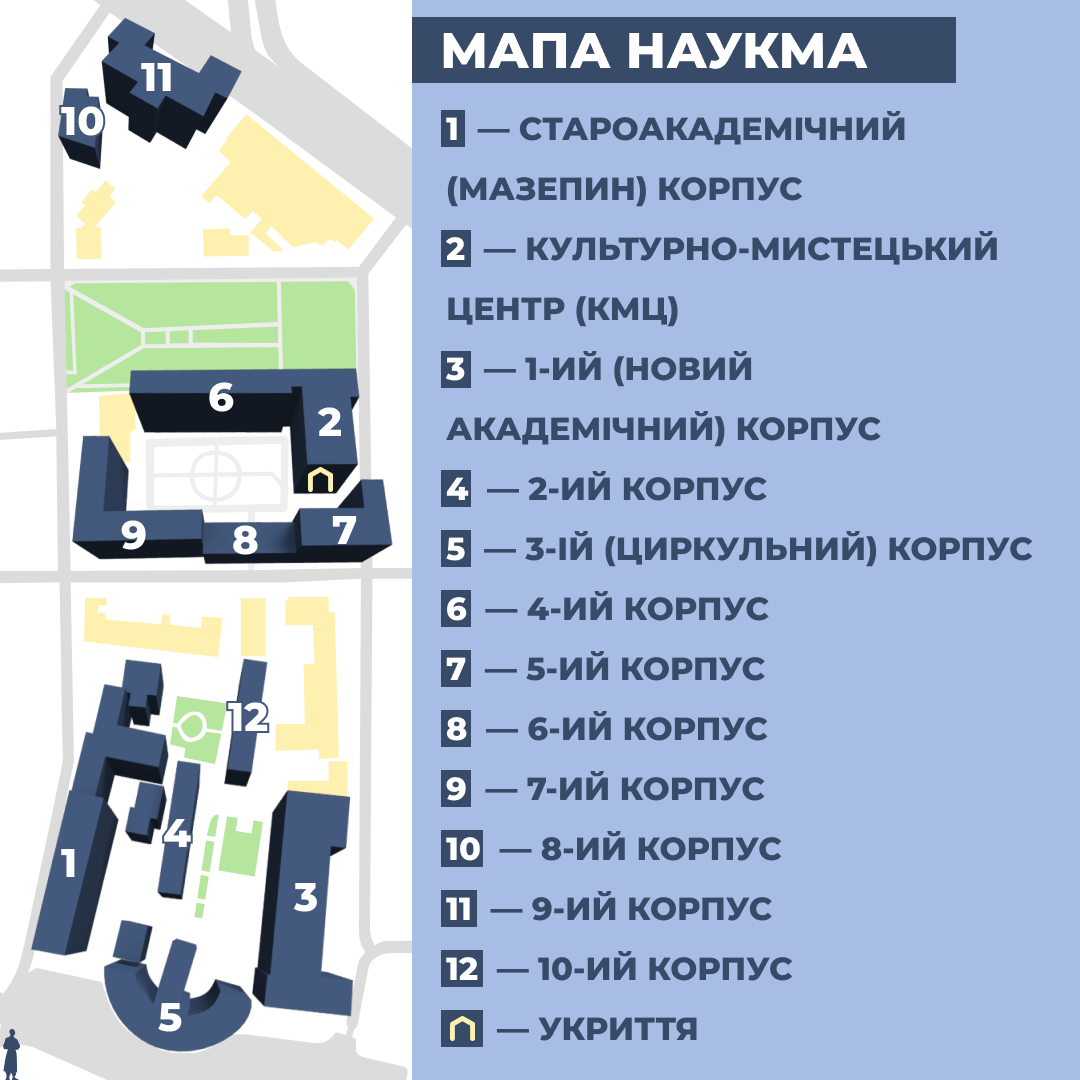 МАПА НАУКМА
1 — СТАРОАКАДЕМІЧНИЙ
(МАЗЕПИН) КОРПУС
2 — КУЛЬТУРНО-МИСТЕЦЬКИЙ
ЦЕНТР (КМЦ)
3 — 1-ИЙ (НОВИЙ
АКАДЕМІЧНИЙ) КОРПУС
4 — 2-ИЙ КОРПУС
5 — 3-ІЙ (ЦИРКУЛЬНИЙ) КОРПУС
6 — 4-ИЙ КОРПУС
7 — 5-ИЙ КОРПУС
8 — 6-ИЙ КОРПУС
9 — 7-ИЙ КОРПУС
10 — 8-ИЙ КОРПУС
11 — 9-ИЙ КОРПУС
12 — 10-ИЙ КОРПУС
— УКРИТТЯ
11
10
6
2
9
8
7
12
4
1
3
5